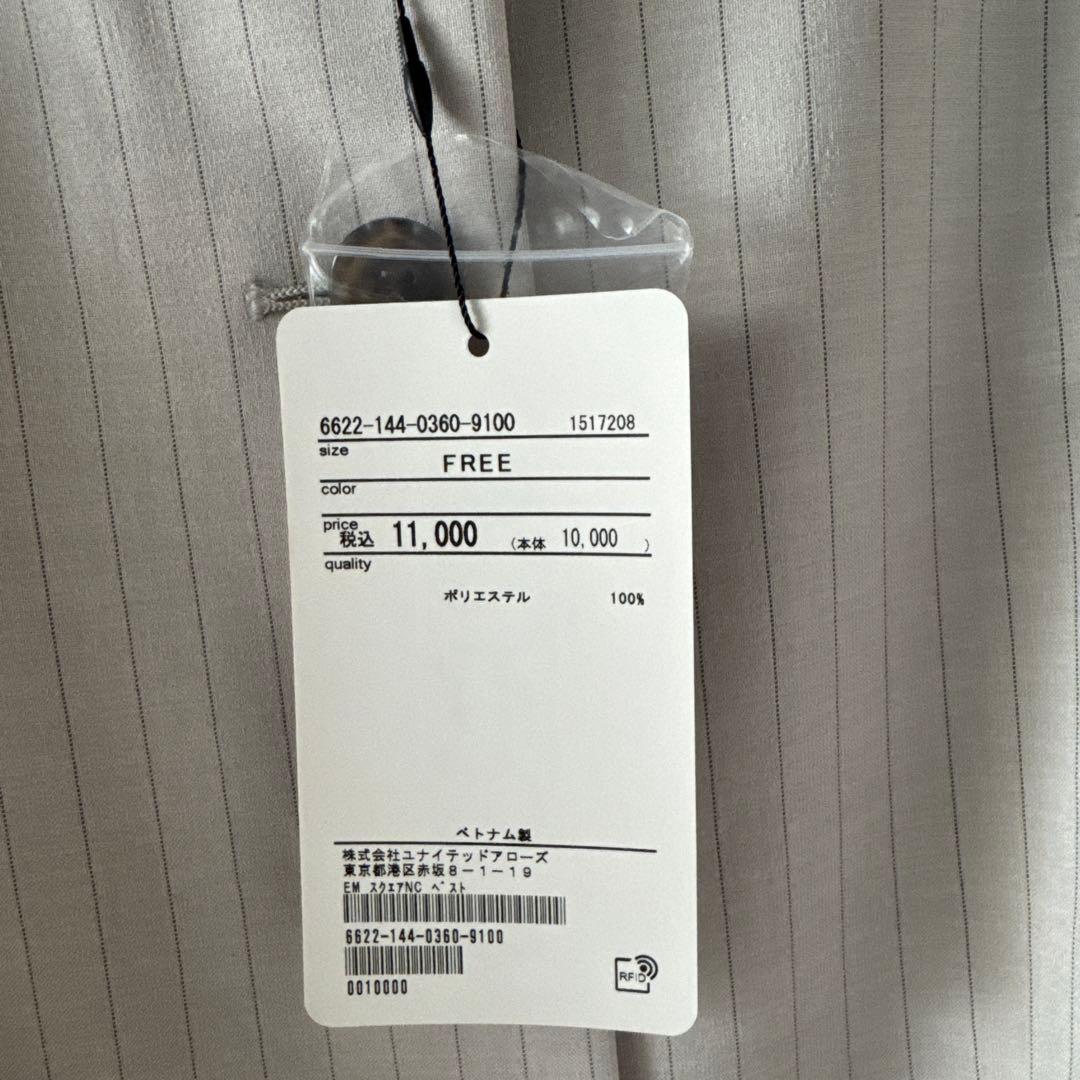 6622-144-0360-9100 1517208
size
FREE
color
price
税込 11,000 (本体 10,000 )
quality
ポリエステル 100%
ベトナム製
株式会社ユナイテッドアローズ
東京都港区赤坂8-1-19
EM スクエアNC ベスト
6622-144-0360-9100
0010000
RFID